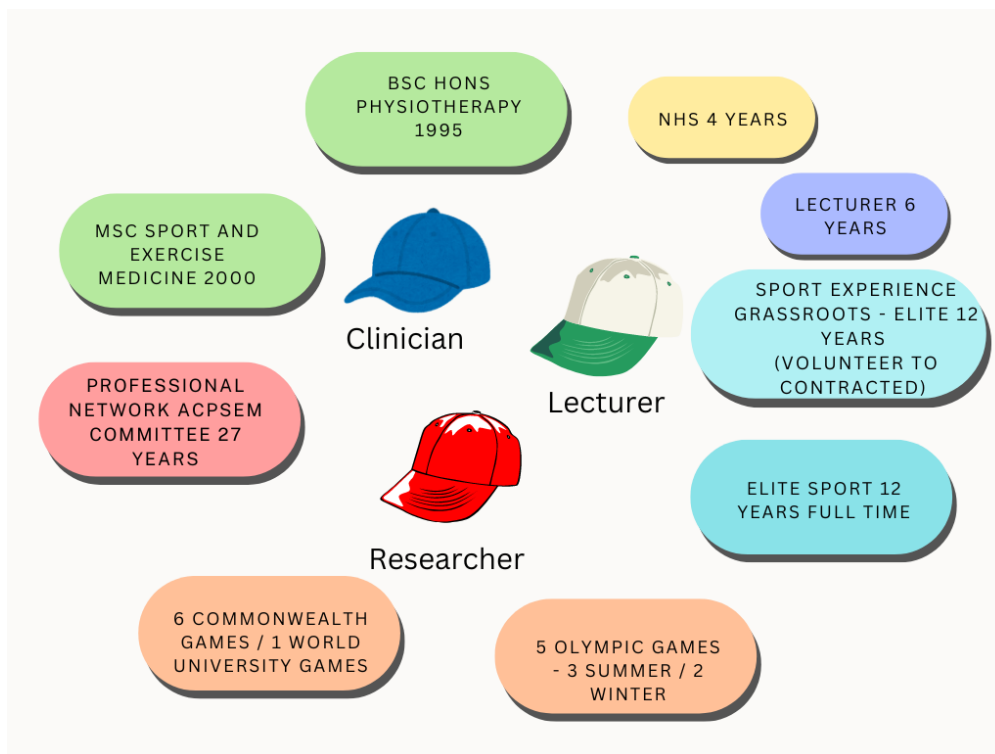 BSC HONS
PHYSIOTHERAPY
1995
NHS 4 YEARS
MSC SPORT AND
EXERCISE
MEDICINE 2000
LECTURER 6
YEARS
Clinician
SPORT EXPERIENCE
GRASSROOTS - ELITE 12
YEARS
(VOLUNTEER TO
CONTRACTED)
Lecturer
PROFESSIONAL
NETWORK ACPSEM
COMMITTEE 27
YEARS
ELITE SPORT 12
YEARS FULL TIME
Researcher
6 COMMONWEALTH
GAMES / 1 WORLD
UNIVERSITY GAMES
5 OLYMPIC GAMES
- 3 SUMMER / 2
WINTER